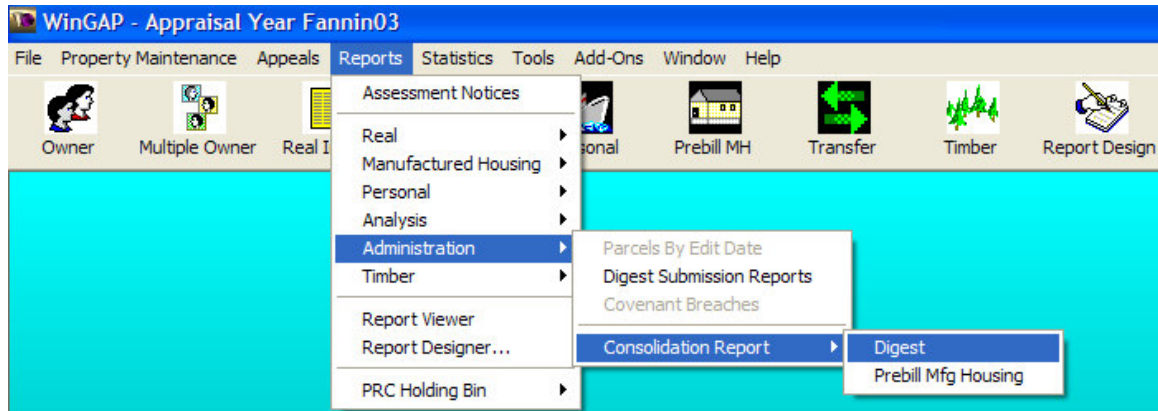 WinGAP - Appraisal Year Fannin03
File Property Maintenance Appeals Reports Statistics Tools Add-Ons Window Help
Owner Multiple Owner Real Prebill MH Transfer Timber Report Design
Assessment Notices
Real
Manufactured Housing
Personal
Analysis
Administration
Timber
Report Viewer
Report Designer...
PRC Holding Bin
Parcels By Edit Date
Digest Submission Reports
Covenant Breaches
Consolidation Report
Digest
Prebill Mfg Housing